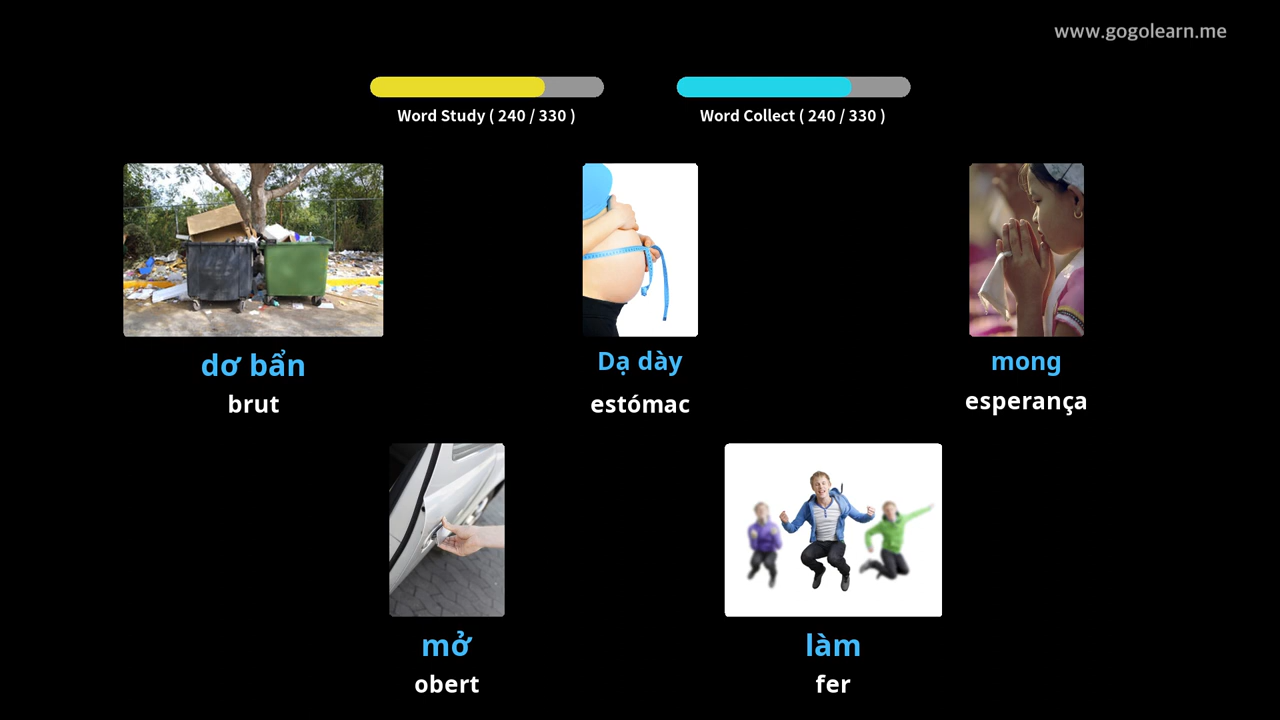 www.gogolearn.me
Word Study ( 240 / 330 )
Word Collect ( 240 / 330 )
dơ bẩn
Dạ dày
mong
brut
estómac
esperança
mở
làm
obert
fer